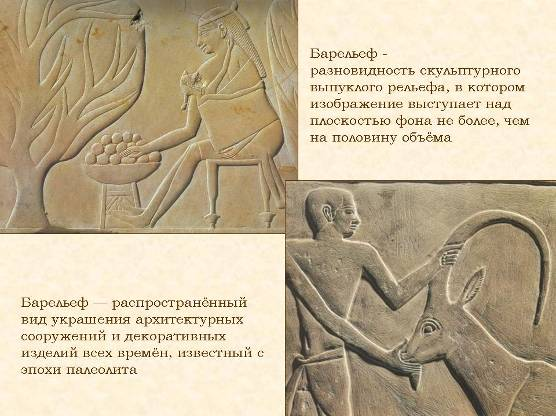 Барельеф -
разновидность скульптурного
выпуклого рельефа, в котором
изображение выступает над
плоскостью фона не более, чем
на половину объёма
Барельеф — распространённый
вид украшения архитектурных
сооружений и декоративных
изделий всех времён, известный с
эпохи палеолита